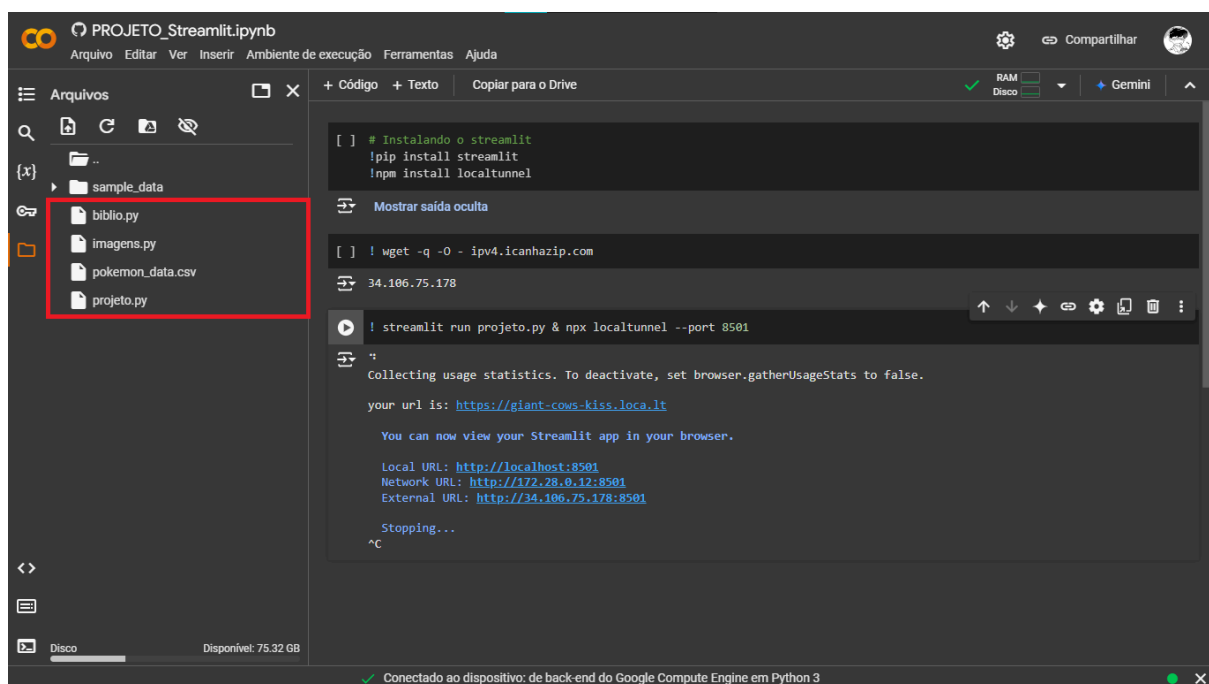 PROJETO_Streamlit.ipynb
Arquivo Editar Ver Inserir Ambiente de execução Ferramentas Ajuda
Compartilhar
Arquivos
+ Código + Texto Copiar para o Drive
RAM
Disco
Gemini
..
sample_data
biblio.py
imagens.py
pokemon_data.csv
projeto.py
{x}
[ ] # Instalando o streamlit
!pip install streamlit
!npm install localtunnel
Mostrar saída oculta
[ ] ! wget -q -O - ipv4.icanhazip.com
34.106.75.178
! streamlit run projeto.py & npx localtunnel --port 8501
Collecting usage statistics. To deactivate, set browser.gatherUsageStats to false.
your url is: https://giant-cows-kiss.loca.lt
You can now view your Streamlit app in your browser.
Local URL: http://localhost:8501
Network URL: http://172.28.0.12:8501
External URL: http://34.106.75.178:8501
Stopping...
^C
Disco Disponível: 75.32 GB
Conectado ao dispositivo: de back-end do Google Compute Engine em Python 3